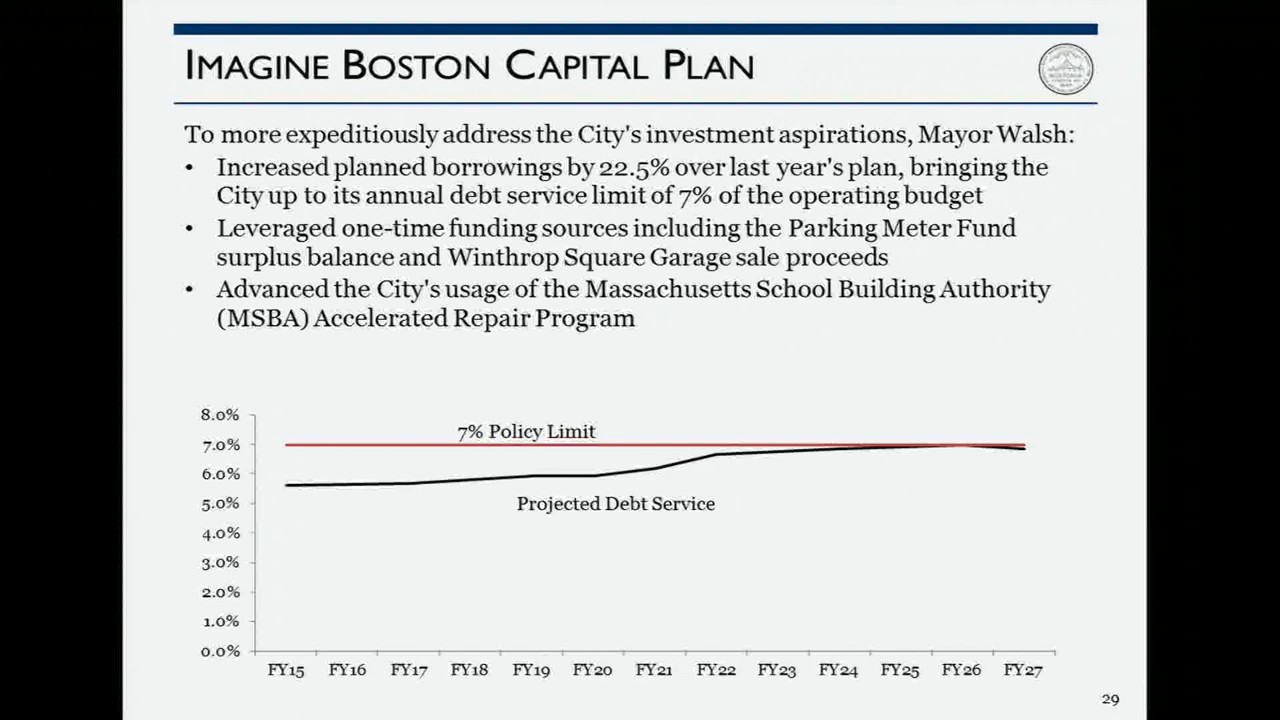 IMAGINE BOSTON CAPITAL PLAN
To more expeditiously address the City's investment aspirations, Mayor Walsh:
• Increased planned borrowings by 22.5% over last year's plan, bringing the
City up to its annual debt service limit of 7% of the operating budget
• Leveraged one-time funding sources including the Parking Meter Fund
surplus balance and Winthrop Square Garage sale proceeds
• Advanced the City's usage of the Massachusetts School Building Authority
(MSBA) Accelerated Repair Program
8.0%
7% Policy Limit
7.0%
6.0%
5.0%
Projected Debt Service
4.0%
3.0%
2.0%
1.0%
0.0%
FY15 FY16 FY17 FY18 FY19 FY20 FY21 FY22 FY23 FY24 FY25 FY26 FY27
29